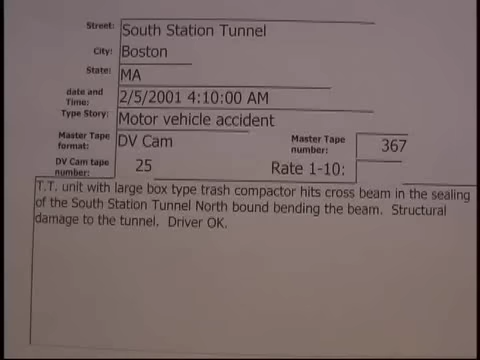 Street: South Station Tunnel
City: Boston
State: MA
date and Time: 2/5/2001 4:10:00 AM
Type Story: Motor vehicle accident
Master Tape format: DV Cam Master Tape number: 367
DV Cam tape number: 25 Rate 1-10:
T.T. unit with large box type trash compactor hits cross beam in the sealing
of the South Station Tunnel North bound bending the beam. Structural
damage to the tunnel. Driver OK.